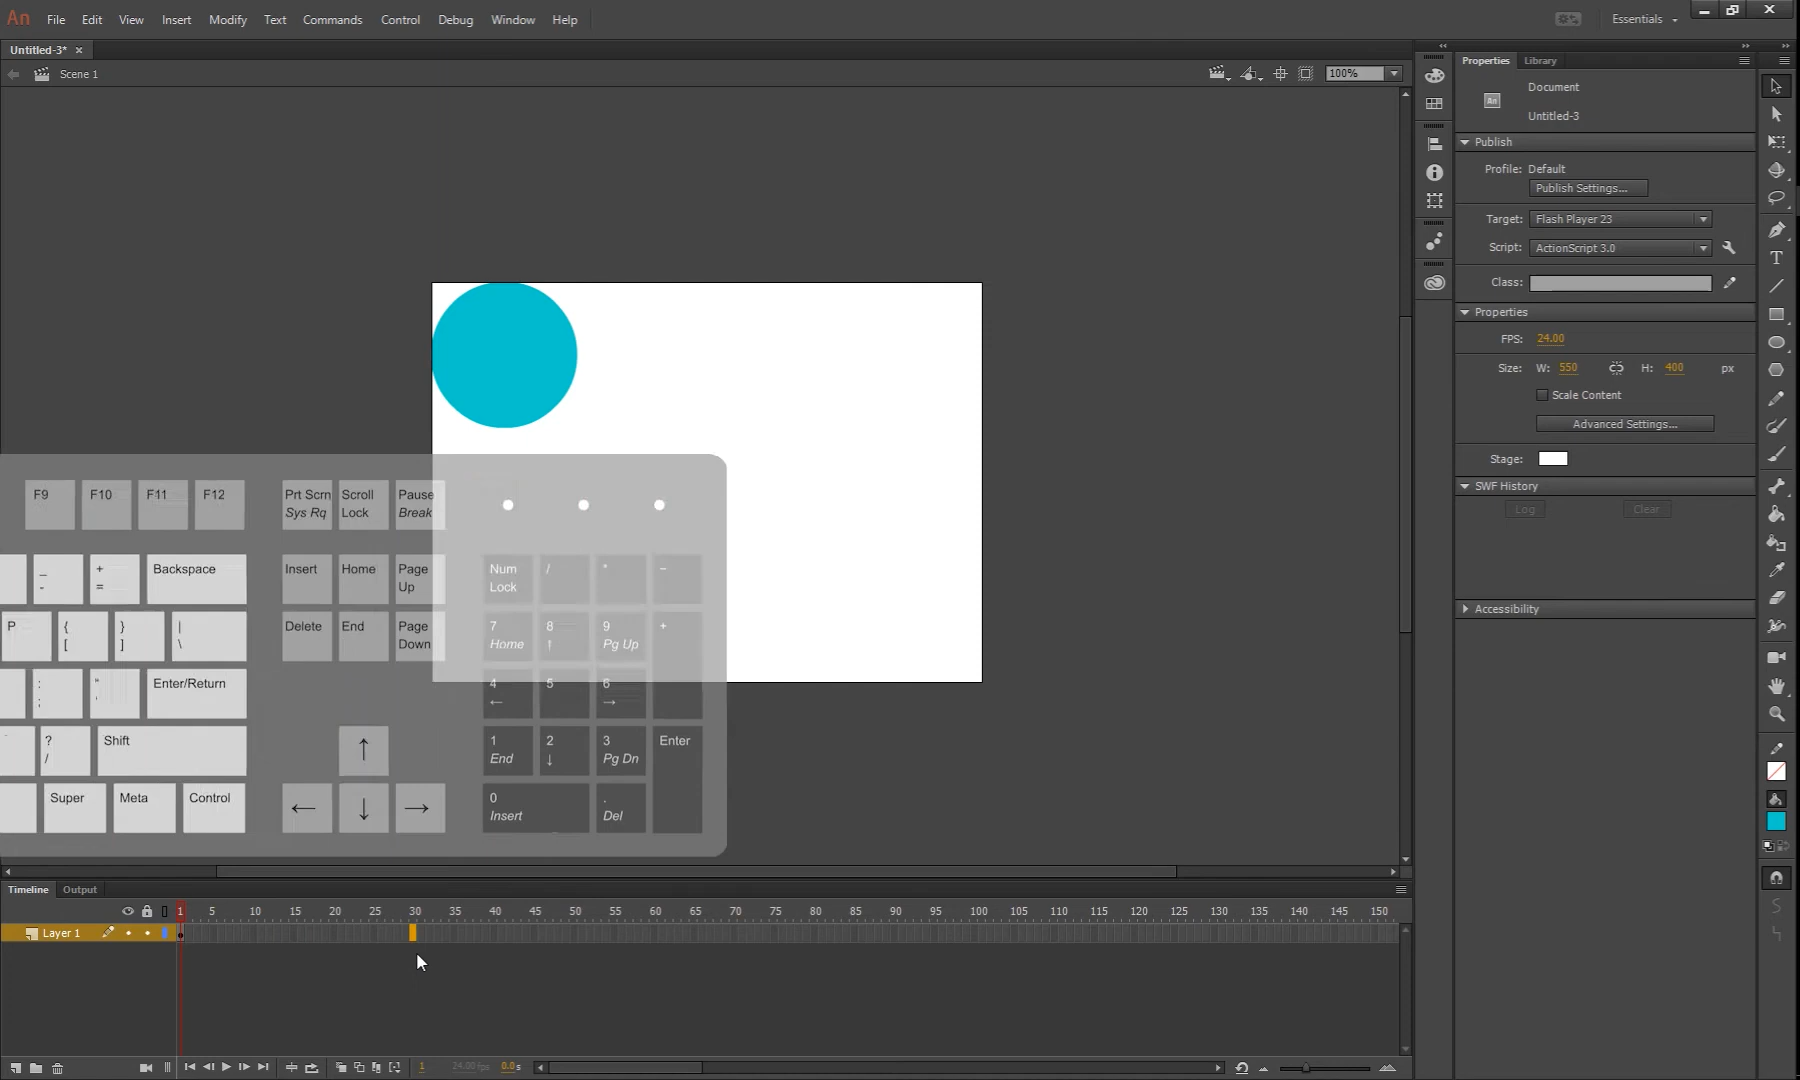 An File Edit View Insert Modify Text Commands Control Debug Window Help Essentials
Untitled-3* ×
Scene 1 100%
Properties Library
An Document
Untitled-3
Publish
Profile: Default
Publish Settings...
Target: Flash Player 23
Script: ActionScript 3.0
Class:
Properties
FPS: 24.00
Size: W: 550 H: 400 px
Scale Content
Advanced Settings...
Stage:
SWF History
Log Clear
Accessibility
F9 F10 F11 F12 Prt Scrn Scroll Pause
Sys Rq Lock Break
_ + Backspace Insert Home Page Num / * −
- = Up Lock
P { } | Delete End Page 7 8 9 +
[ ] \ Down Home ↑ Pg Up
: " Enter/Return 4 5 6
; ' ← →
? Shift ↑ 1 2 3 Enter
/ End ↓ Pg Dn
Super Meta Control ← ↓ → 0 .
Insert Del
Timeline Output
1 5 10 15 20 25 30 35 40 45 50 55 60 65 70 75 80 85 90 95 100 105 110 115 120 125 130 135 140 145 150
Layer 1
1 24.00 fps 0.0 s